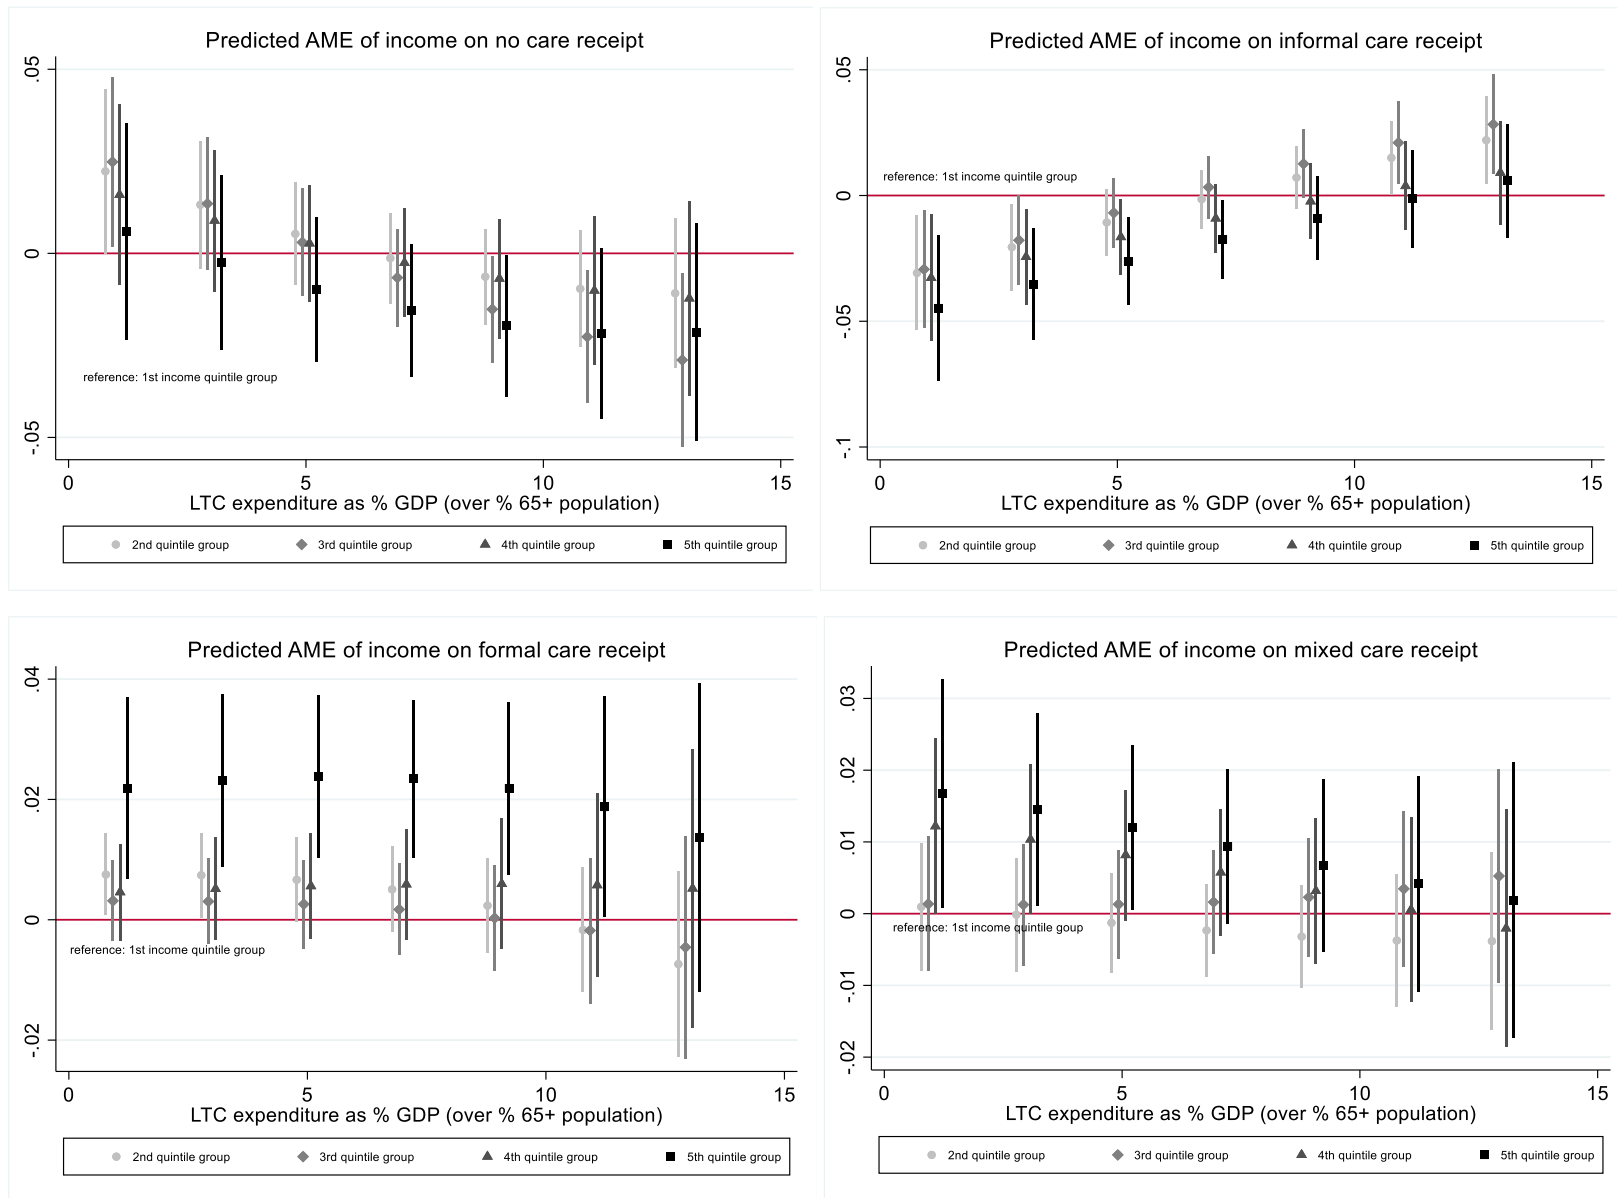 Predicted AME of income on no care receipt
.05
0
-.05
reference: 1st income quintile group
0 5 10 15
LTC expenditure as % GDP (over % 65+ population)
2nd quintile group 3rd quintile group 4th quintile group 5th quintile group
Predicted AME of income on informal care receipt
.05
0
-.05
-.1
reference: 1st income quintile group
0 5 10 15
LTC expenditure as % GDP (over % 65+ population)
2nd quintile group 3rd quintile group 4th quintile group 5th quintile group
Predicted AME of income on formal care receipt
.04
.02
0
-.02
reference: 1st income quintile group
0 5 10 15
LTC expenditure as % GDP (over % 65+ population)
2nd quintile group 3rd quintile group 4th quintile group 5th quintile group
Predicted AME of income on mixed care receipt
.03
.02
.01
0
-.01
-.02
reference: 1st income quintile gooup
0 5 10 15
LTC expenditure as % GDP (over % 65+ population)
2nd quintile group 3rd quintile group 4th quintile group 5th quintile group